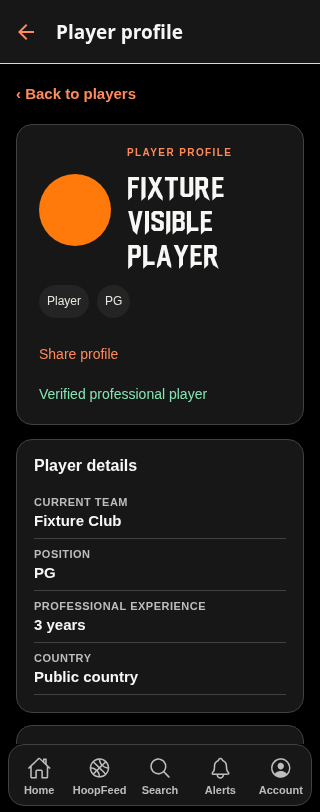 Player profile
‹ Back to players
PLAYER PROFILE
FIXTURE
VISIBLE
PLAYER
Player PG
Share profile
Verified professional player
Player details
CURRENT TEAM
Fixture Club
POSITION
PG
PROFESSIONAL EXPERIENCE
3 years
COUNTRY
Public country
Home HoopFeed Search Alerts Account